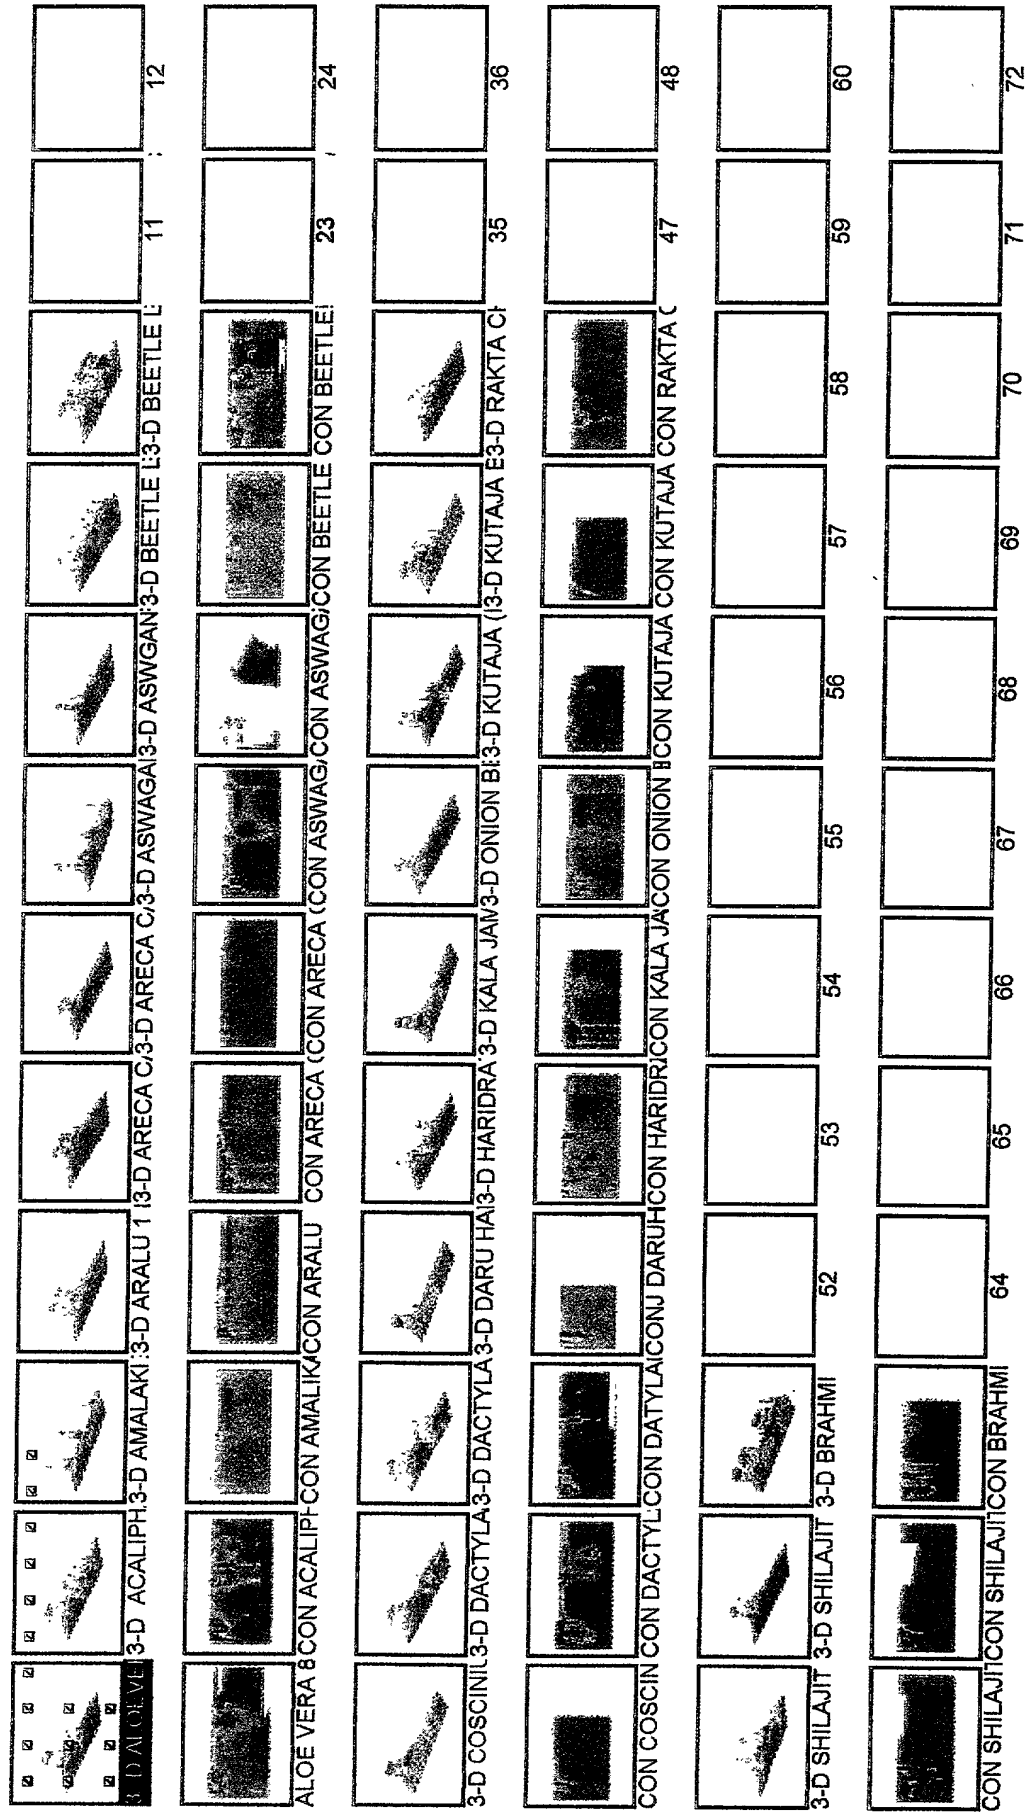 3-D ALOEVE 3-D ACALIPH 3-D AMALAKI 3-D ARALU 1 3-D ARECA CA 3-D ARECA CA 3-D ASWAGA 3-D ASWGAN 3-D BEETLE L 3-D BEETLE L 11 12
ALOE VERA 8 CON ACALIPH CON AMALIKA CON ARALU CON ARECA ( CON ARECA ( CON ASWAGA CON ASWAG CON BEETLE CON BEETLE 23 24
3-D COSCINI 3-D DACTYLA 3-D DACTYLA 3-D DARU HA 3-D HARIDRA 3-D KALA JAM 3-D ONION B 3-D KUTAJA ( 3-D KUTAJA E 3-D RAKTA CH 35 36
CON COSCIN CON DACTYL CON DATYLA CONJ DARUH CON HARIDRA CON KALA JA CON ONION B CON KUTAJA CON KUTAJA CON RAKTA C 47 48
3-D SHILAJIT 3-D SHILAJIT 3-D BRAHMI 52 53 54 55 56 57 58 59 60
CON SHILAJIT CON SHILAJIT CON BRAHMI 64 65 66 67 68 69 70 71 72